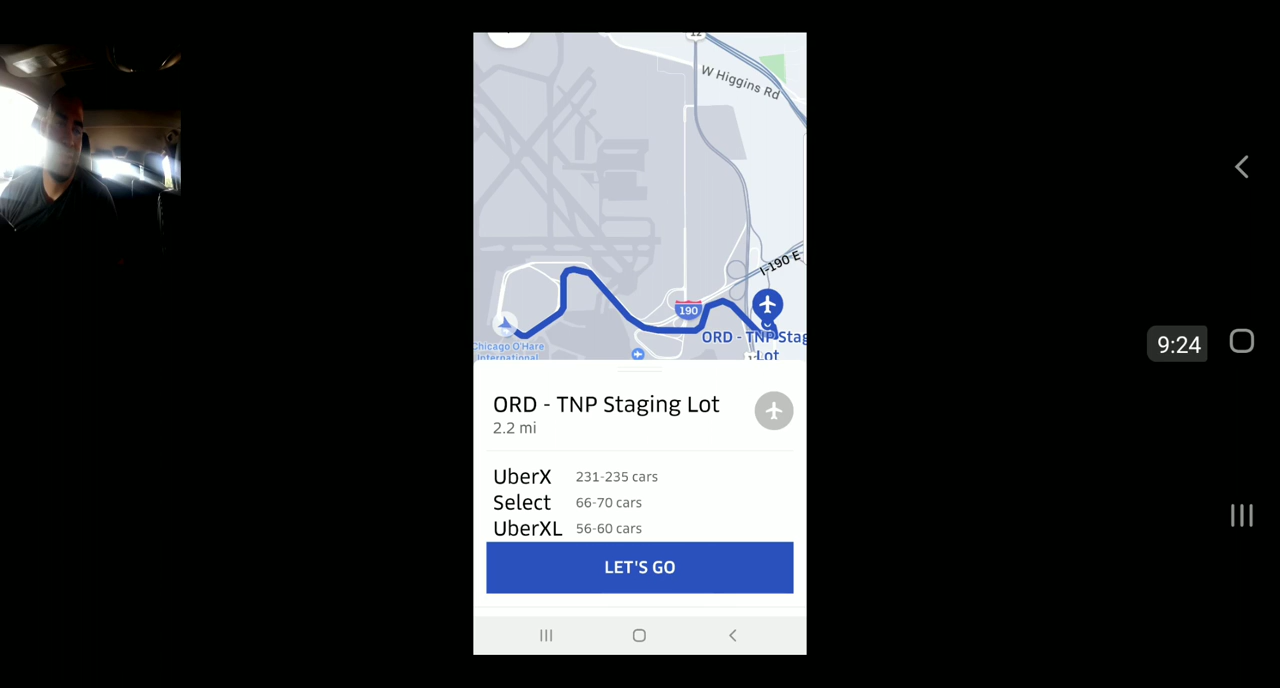 12
W Higgins Rd
I-190 E
190
ORD - TNP Stag
Lot
Chicago O'Hare
International
ORD - TNP Staging Lot
2.2 mi
UberX 231-235 cars
Select 66-70 cars
UberXL 56-60 cars
LET'S GO
9:24